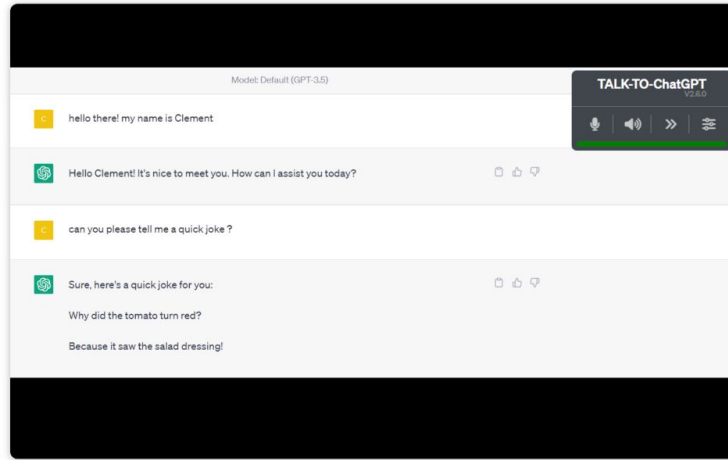 Model: Default (GPT-3.5)
TALK-TO-ChatGPT
V2.6.0
C
hello there! my name is Clement
Hello Clement! It's nice to meet you. How can I assist you today?
C
can you please tell me a quick joke ?
Sure, here's a quick joke for you:
Why did the tomato turn red?
Because it saw the salad dressing!